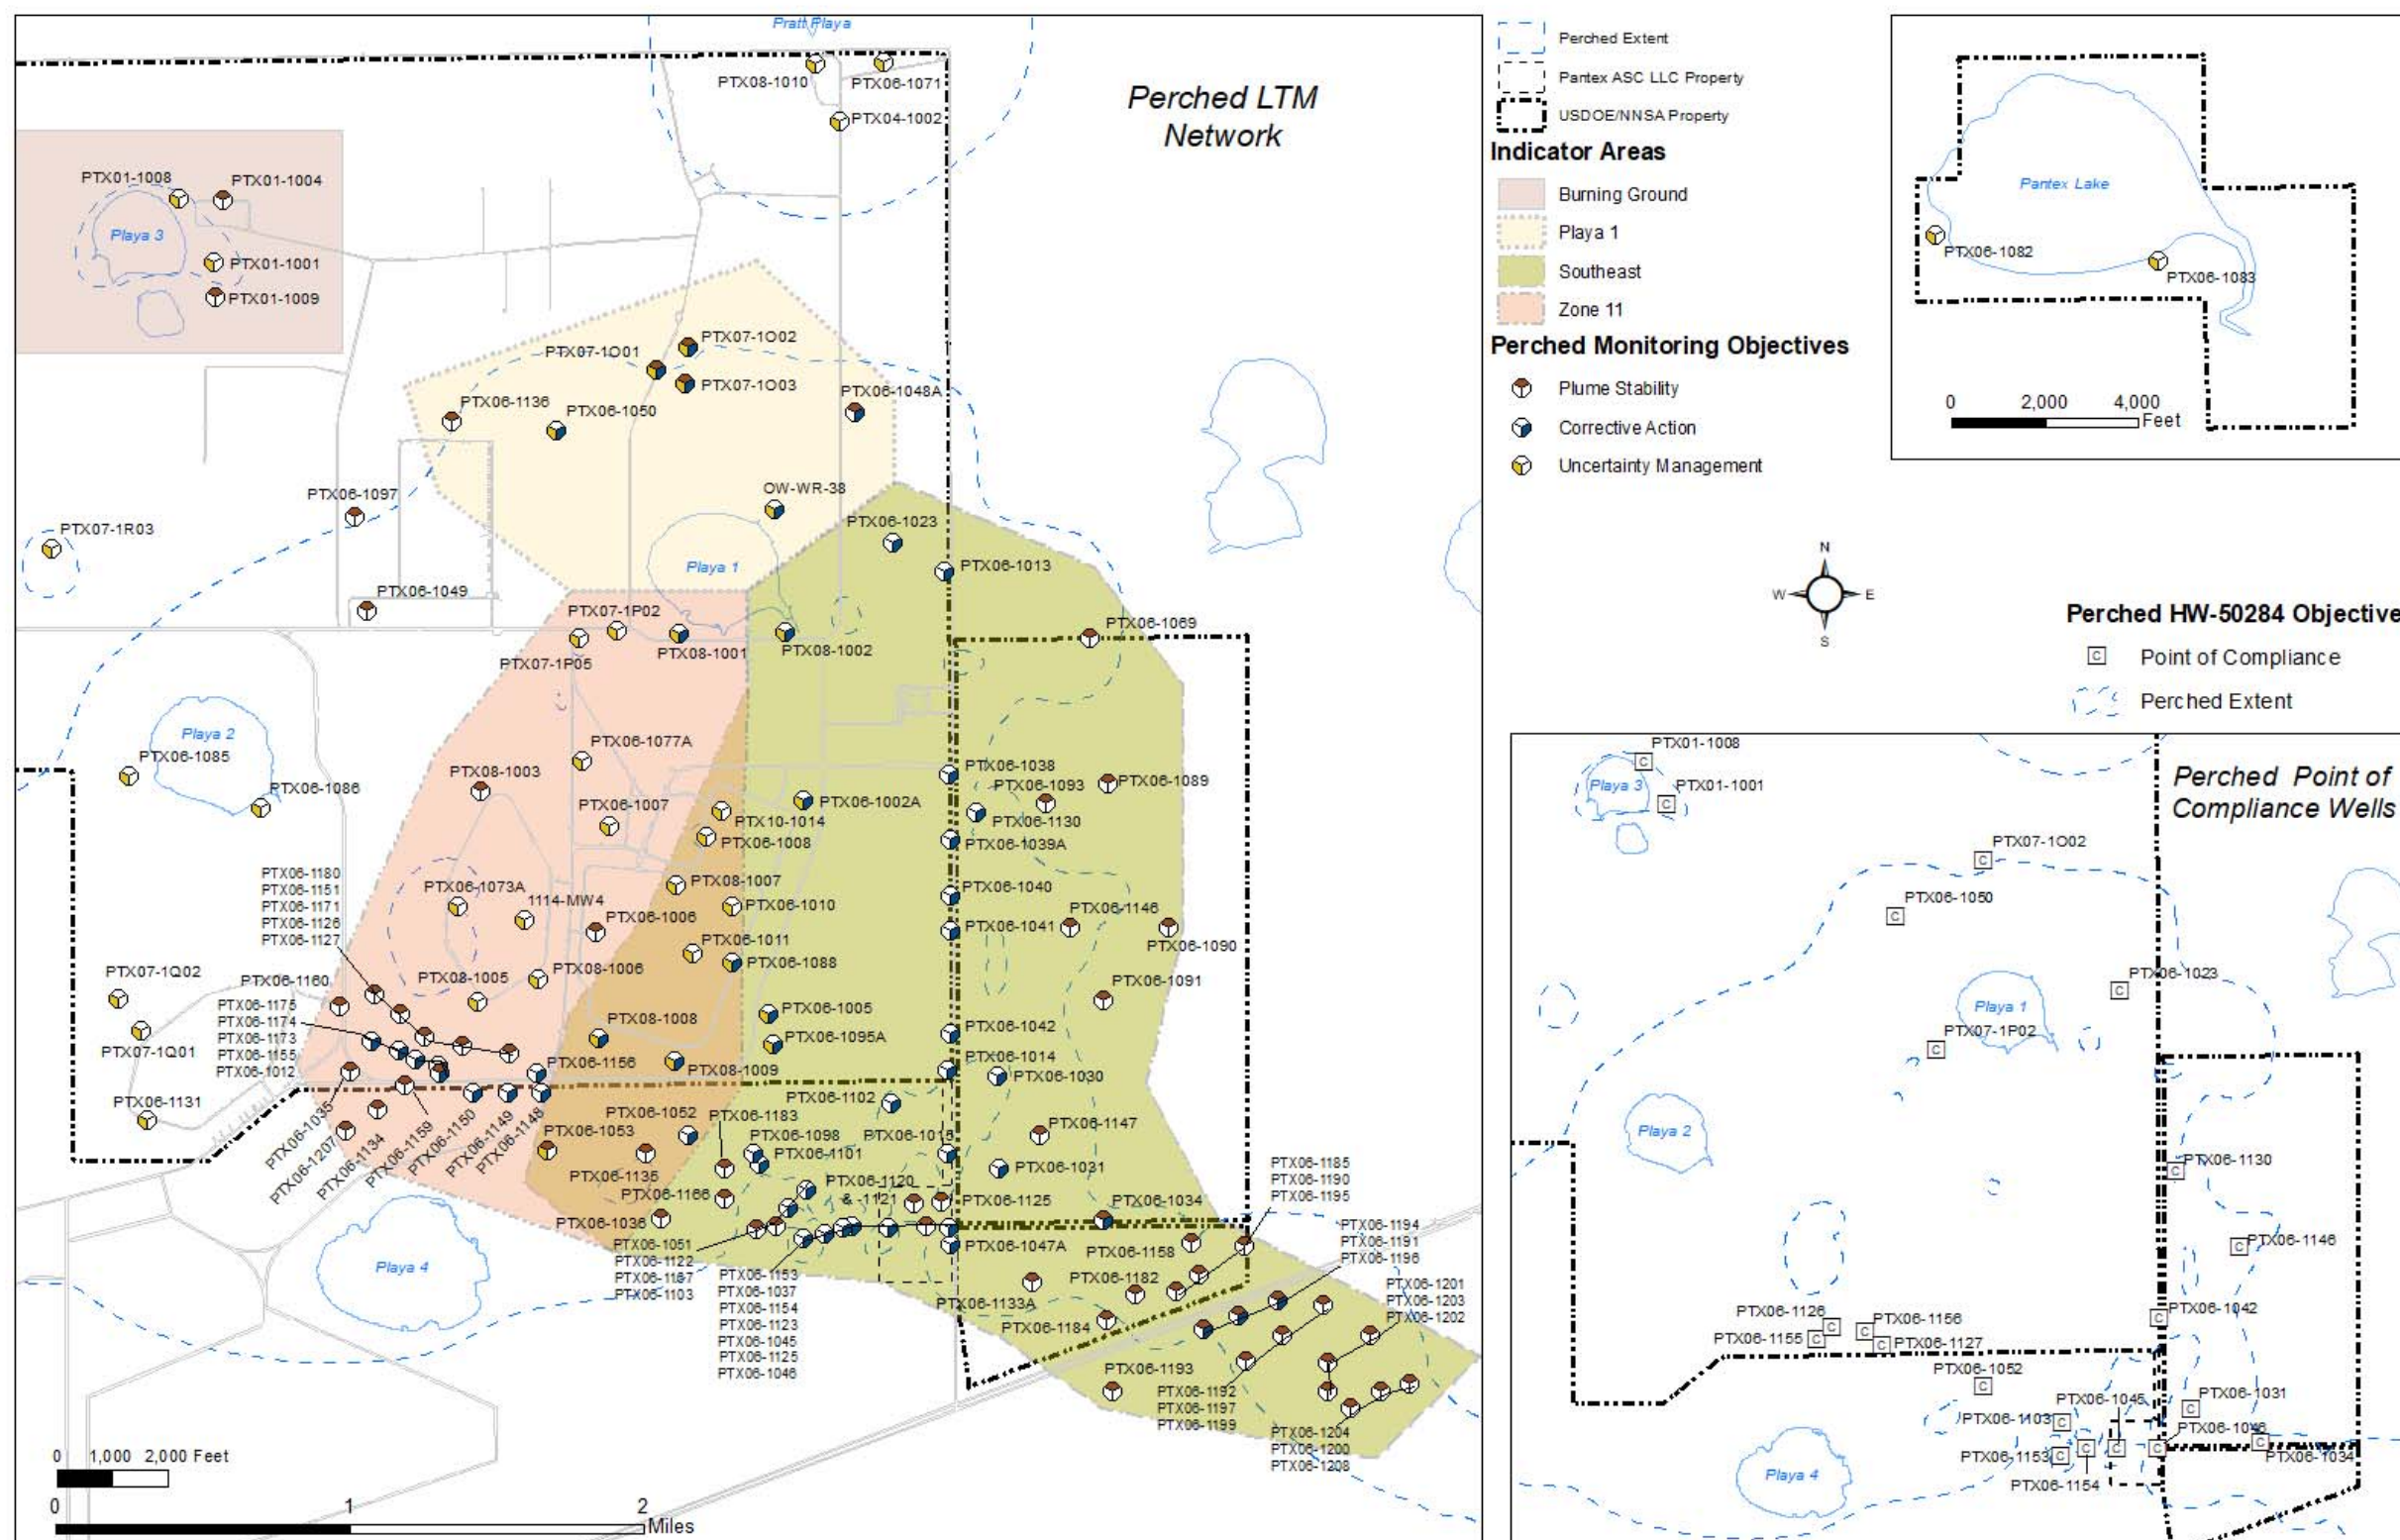 Pratt Playa
PTX08-1010
PTX06-1071
PTX04-1002
Perched LTM
Network
PTX01-1008
PTX01-1004
Playa 3
PTX01-1001
PTX01-1009
PTX07-1O02
PTX07-1O01
PTX07-1O03
PTX06-1048A
PTX06-1136
PTX06-1050
PTX06-1097
OW-WR-38
PTX06-1023
PTX07-1R03
Playa 1
PTX06-1013
PTX06-1049
PTX07-1P02
PTX06-1069
PTX07-1P05
PTX08-1001
PTX08-1002
Playa 2
PTX06-1085
PTX06-1086
PTX06-1077A
PTX08-1003
PTX06-1038
PTX06-1093
PTX06-1089
PTX06-1007
PTX06-1002A
PTX10-1014
PTX06-1130
PTX06-1008
PTX06-1039A
PTX06-1180
PTX06-1151
PTX06-1171
PTX06-1126
PTX06-1127
PTX06-1073A
1114-MW4
PTX08-1007
PTX06-1040
PTX06-1010
PTX06-1006
PTX06-1146
PTX06-1041
PTX06-1090
PTX06-1011
PTX06-1088
PTX07-1Q02
PTX06-1160
PTX08-1005
PTX08-1006
PTX06-1091
PTX06-1175
PTX06-1174
PTX06-1173
PTX06-1155
PTX06-1012
PTX06-1005
PTX08-1008
PTX06-1042
PTX06-1095A
PTX07-1Q01
PTX06-1156
PTX08-1009
PTX06-1014
PTX06-1030
PTX06-1131
PTX06-1102
PTX06-1035
PTX06-1207
PTX06-1134
PTX06-1159
PTX06-1150
PTX06-1149
PTX06-1148
PTX06-1052
PTX06-1183
PTX06-1053
PTX06-1098
PTX06-1015
PTX06-1147
PTX06-1101
PTX06-1135
PTX06-1031
PTX06-1166
PTX06-1120
& -1121
PTX06-1125
PTX06-1034
PTX06-1185
PTX06-1190
PTX06-1195
PTX06-1036
PTX06-1051
PTX06-1122
PTX06-1187
PTX06-1103
PTX06-1047A
PTX06-1158
PTX06-1194
PTX06-1191
PTX06-1196
Playa 4
PTX06-1153
PTX06-1037
PTX06-1154
PTX06-1123
PTX06-1045
PTX06-1125
PTX06-1046
PTX06-1182
PTX06-1133A
PTX06-1184
PTX06-1201
PTX06-1203
PTX06-1202
PTX06-1193
PTX06-1192
PTX06-1197
PTX06-1199
PTX06-1204
PTX06-1200
PTX06-1208
0 1,000 2,000 Feet
0 1 2
Miles
Perched Extent
Pantex ASC LLC Property
USDOE/NNSA Property
Indicator Areas
Burning Ground
Playa 1
Southeast
Zone 11
Perched Monitoring Objectives
Plume Stability
Corrective Action
Uncertainty Management
Pantex Lake
PTX06-1082
PTX06-1083
0 2,000 4,000
Feet
N
W E
S
Perched HW-50284 Objective
C Point of Compliance
Perched Extent
PTX01-1008
C
Playa 3
PTX01-1001
C
Perched Point of
Compliance Wells
PTX07-1O02
C
PTX06-1050
C
PTX06-1023
C
Playa 1
PTX07-1P02
C
Playa 2
PTX06-1130
C
PTX06-1146
C
PTX06-1042
C
PTX06-1126
C
PTX06-1156
C
PTX06-1155
C
PTX06-1127
C
PTX06-1052
C
PTX06-1045
C
PTX06-1031
C
PTX06-1103
C
PTX06-1046
C
PTX06-1153
C
PTX06-1034
C
PTX06-1154
C
Playa 4